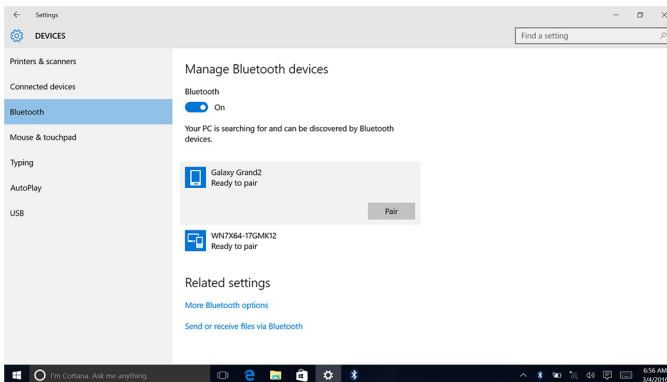 Settings
DEVICES
Find a setting
Printers & scanners
Connected devices
Bluetooth
Mouse & touchpad
Typing
AutoPlay
USB
Manage Bluetooth devices
Bluetooth
On
Your PC is searching for and can be discovered by Bluetooth
devices.
Galaxy Grand2
Ready to pair
Pair
WN7X64-17GMK12
Ready to pair
Related settings
More Bluetooth options
Send or receive files via Bluetooth
I'm Cortana. Ask me anything.
6:56 AM
3/4/2016